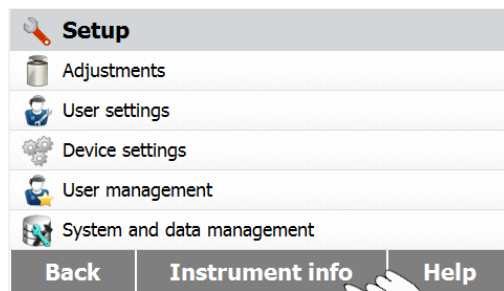 Setup
Adjustments
User settings
Device settings
User management
System and data management
Back Instrument info Help